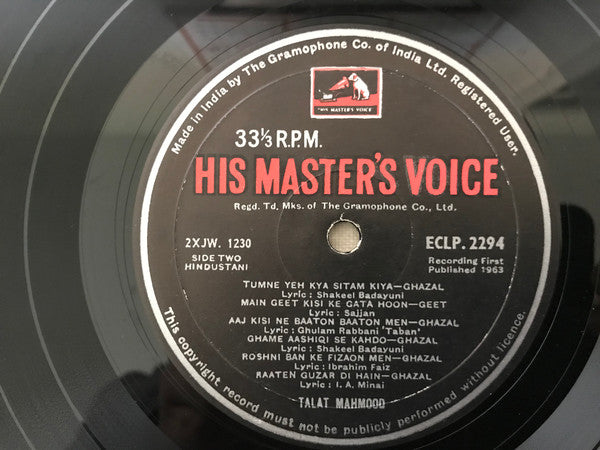 Made in India by The Gramophone Co. of India Ltd. Registered User.
"HIS MASTER'S VOICE"
33⅓ R.P.M.
HIS MASTER'S VOICE
Regd. Td. Mks. of The Gramophone Co., Ltd.
2XJW. 1230
ECLP. 2294
SIDE TWO
HINDUSTANI
Recording First
Published 1963
TUMNE YEH KYA SITAM KIYA—GHAZAL
Lyric : Shakeel Badayuni
MAIN GEET KISI KE GATA HOON—GEET
Lyric : Sajjan
AAJ KISI NE BAATON BAATON MEN—GHAZAL
Lyric : Ghulam Rabbani 'Taban'
GHAME AASHIQI SE KAHDO—GHAZAL
Lyric : Shakeel Badayuni
ROSHNI BAN KE FIZAON MEN—GHAZAL
Lyric : Ibrahim Faiz
RAATEN GUZAR DI HAIN—GHAZAL
Lyric : I. A. Minai
TALAT MAHMOOD
This copyright record must not be publicly performed without licence.